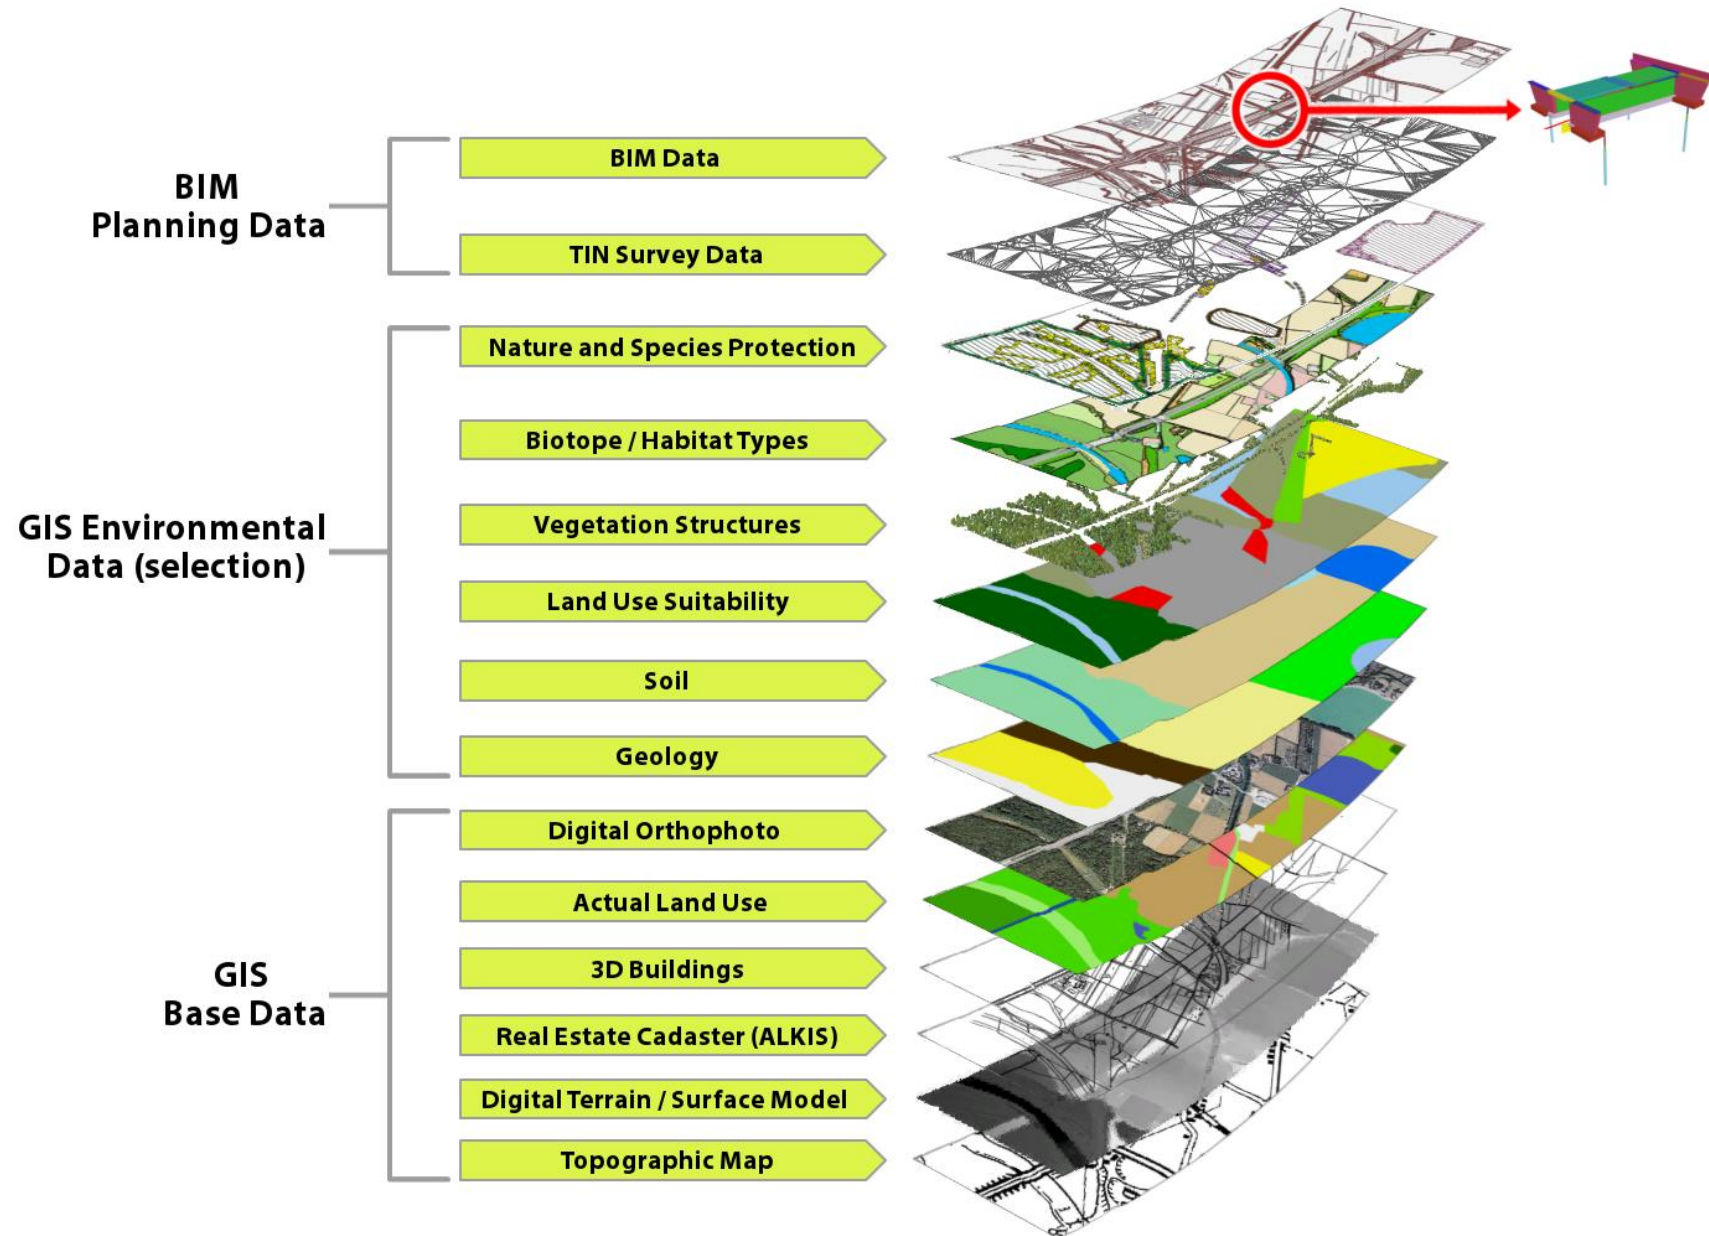 BIM
Planning Data
BIM Data
TIN Survey Data
GIS Environmental
Data (selection)
Nature and Species Protection
Biotope / Habitat Types
Vegetation Structures
Land Use Suitability
Soil
Geology
GIS
Base Data
Digital Orthophoto
Actual Land Use
3D Buildings
Real Estate Cadaster (ALKIS)
Digital Terrain / Surface Model
Topographic Map